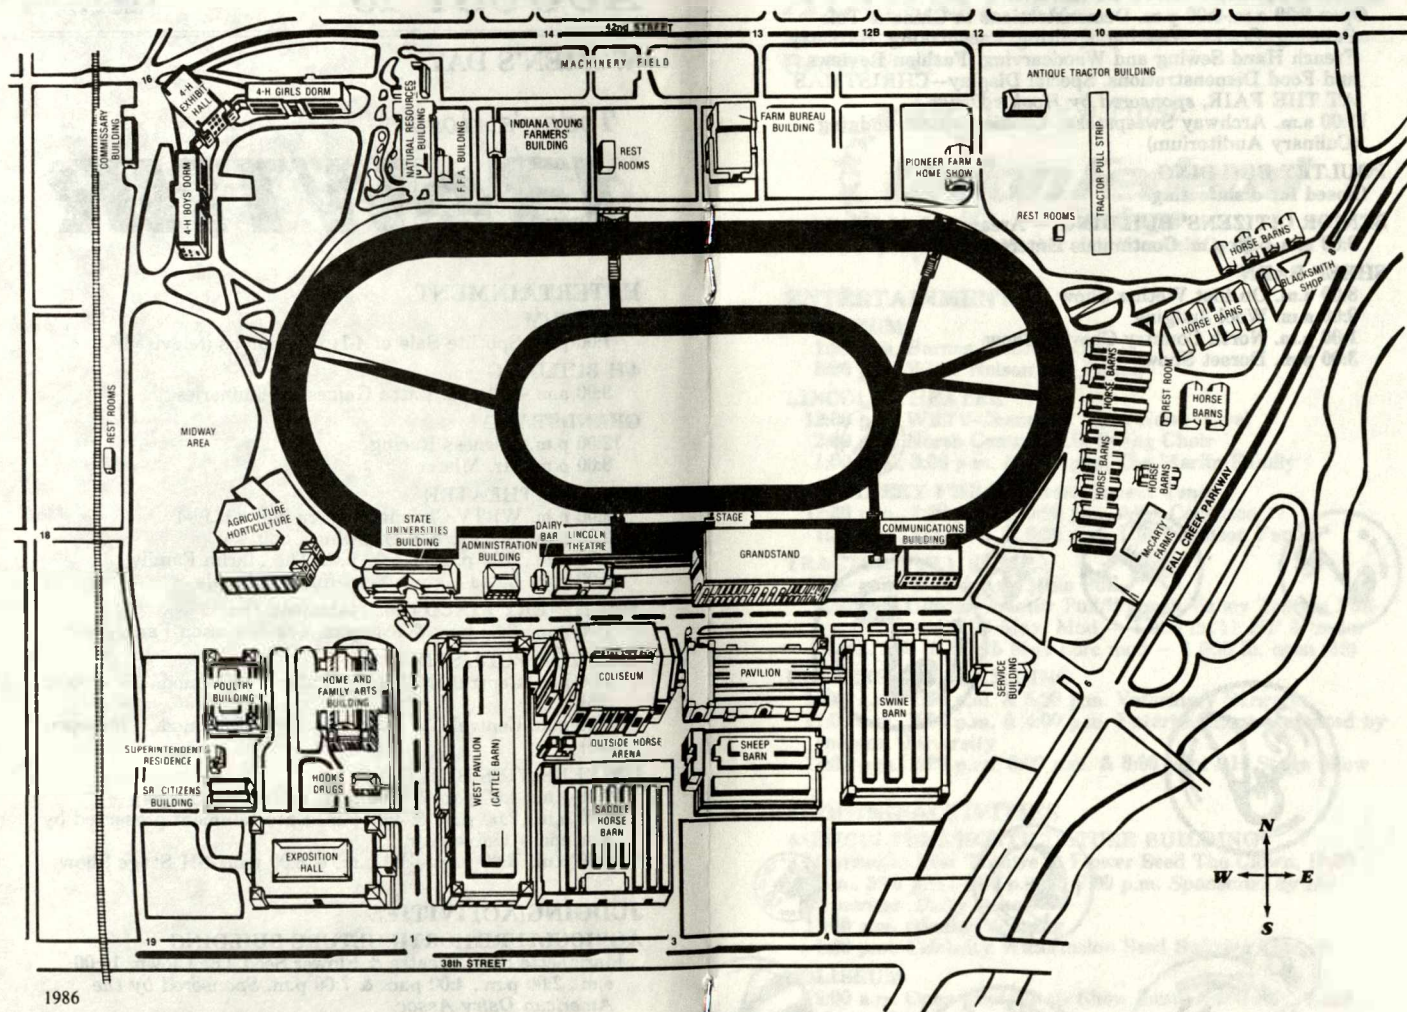 42nd STREET
14
13
12B
12
10
9
MACHINERY FIELD
ANTIQUE TRACTOR BUILDING
16
4-H
EXHIBIT
HALL
4-H GIRLS DORM
COMMISSARY
BUILDING
NATURAL RESOURCES
BUILDING
F.F.A. BUILDING
INDIANA YOUNG
FARMERS'
BUILDING
REST
ROOMS
FARM BUREAU
BUILDING
PIONEER FARM &
HOME SHOW
TRACTOR PULL STRIP
4-H BOYS DORM
REST ROOMS
HORSE BARNS
8
BLACKSMITH
SHOP
HORSE BARNS
HORSE BARNS
REST ROOM
HORSE
BARNS
REST ROOMS
MIDWAY
AREA
HORSE BARNS
HORSE
BARNS
McCARTY
FARMS
FALL CREEK PARKWAY
AGRICULTURE
HORTICULTURE
18
STATE
UNIVERSITIES
BUILDING
ADMINISTRATION
BUILDING
DAIRY
BAR
LINCOLN
THEATRE
STAGE
GRANDSTAND
COMMUNICATIONS
BUILDING
POULTRY
BUILDING
HOME AND
FAMILY ARTS
BUILDING
COLISEUM
PAVILION
SWINE
BARN
SERVICE
BUILDING
6
SUPERINTENDENTS
RESIDENCE
SR. CITIZENS
BUILDING
HOOK'S
DRUGS
WEST PAVILION
(CATTLE BARN)
OUTSIDE HORSE
ARENA
SHEEP
BARN
SADDLE
HORSE
BARN
EXPOSITION
HALL
N
W
E
S
19
3
4
38th STREET
1986